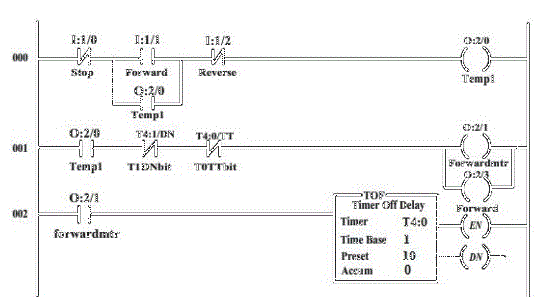 I:1/0 I:1/1 I:1/2 O:2/0
000
Stop Forward Reverse Temp1
O:2/0
Temp1
O:2/0 T4:1/DN T4:0/TT O:2/1
001
Temp1 T1DNbit T0TTbit Forwardmtr
O:2/3
O:2/1 Forward
002
forwardmtr
TOF
Timer Off Delay
Timer T4:0 EN
Time Base 1
Preset 10 DN
Accum 0